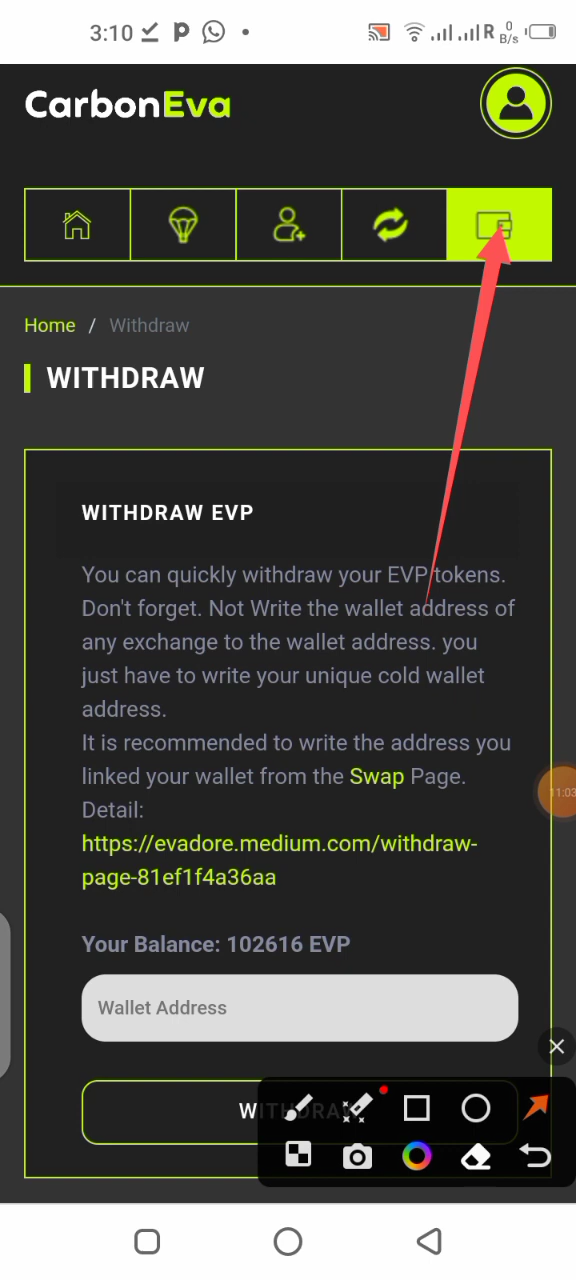 3:10
R 0 B/s
CarbonEva
Home / Withdraw
WITHDRAW
WITHDRAW EVP
You can quickly withdraw your EVP tokens.
Don't forget. Not Write the wallet address of
any exchange to the wallet address. you
just have to write your unique cold wallet
address.
It is recommended to write the address you
linked your wallet from the Swap Page.
Detail:
https://evadore.medium.com/withdraw-
page-81ef1f4a36aa
11:03
Your Balance: 102616 EVP
Wallet Address
WITHDRAW